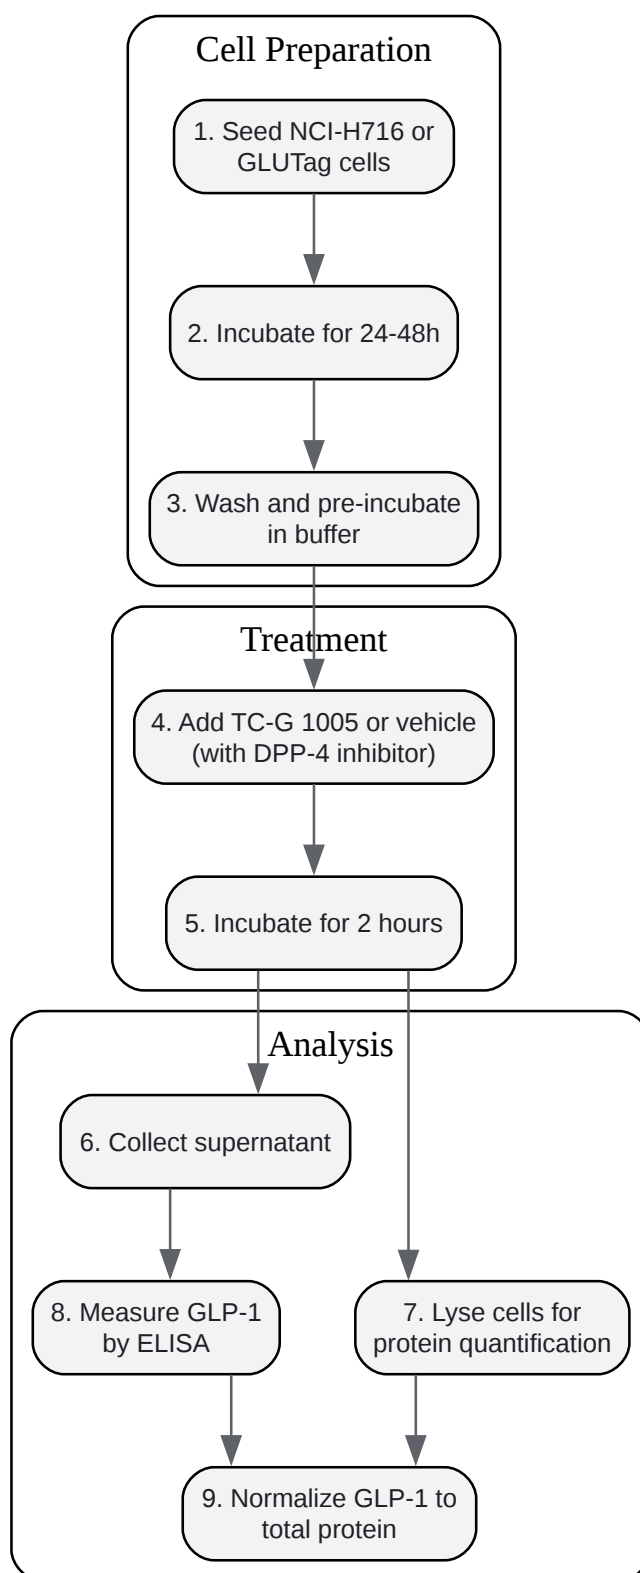 Cell Preparation
1. Seed NCI-H716 or
GLUTag cells
2. Incubate for 24-48h
3. Wash and pre-incubate
in buffer
Treatment
4. Add TC-G 1005 or vehicle
(with DPP-4 inhibitor)
5. Incubate for 2 hours
Analysis
6. Collect supernatant
8. Measure GLP-1
by ELISA
7. Lyse cells for
protein quantification
9. Normalize GLP-1 to
total protein